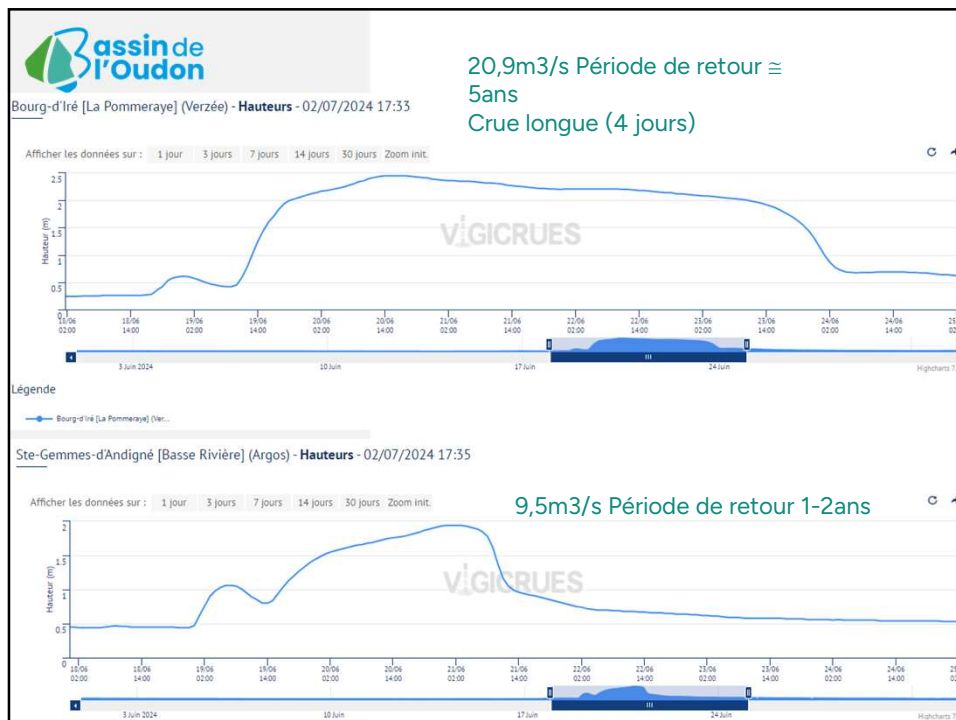 Bassin de
l'Oudon
20,9m3/s Période de retour ≅
5ans
Crue longue (4 jours)
Bourg-d'Iré [La Pommeraye] (Verzée) - Hauteurs - 02/07/2024 17:33
Afficher les données sur : 1 jour 3 jours 7 jours 14 jours 30 jours Zoom init.
Hauteur (m)
2.5
2
1.5
1
0.5
0
VIGICRUES
18/06 18/06 19/06 19/06 20/06 20/06 21/06 21/06 22/06 22/06 23/06 23/06 24/06 24/06 25
02:00 14:00 02:00 14:00 02:00 14:00 02:00 14:00 02:00 14:00 02:00 14:00 02:00 14:00 02
3 Juin 2024 10 Juin 17 Juin 24 Juin
Highcharts 7.
Légende
Bourg-d'Iré [La Pommeraye] (Ver...
Ste-Gemmes-d'Andigné [Basse Rivière] (Argos) - Hauteurs - 02/07/2024 17:35
Afficher les données sur : 1 jour 3 jours 7 jours 14 jours 30 jours Zoom init.
9,5m3/s Période de retour 1-2ans
Hauteur (m)
2
1.5
1
0.5
0
VIGICRUES
18/06 18/06 19/06 19/06 20/06 20/06 21/06 21/06 22/06 22/06 23/06 23/06 24/06 24/06 25
02:00 14:00 02:00 14:00 02:00 14:00 02:00 14:00 02:00 14:00 02:00 14:00 02:00 14:00 02
3 Juin 2024 10 Juin 17 Juin 24 Juin
Highcharts 7.